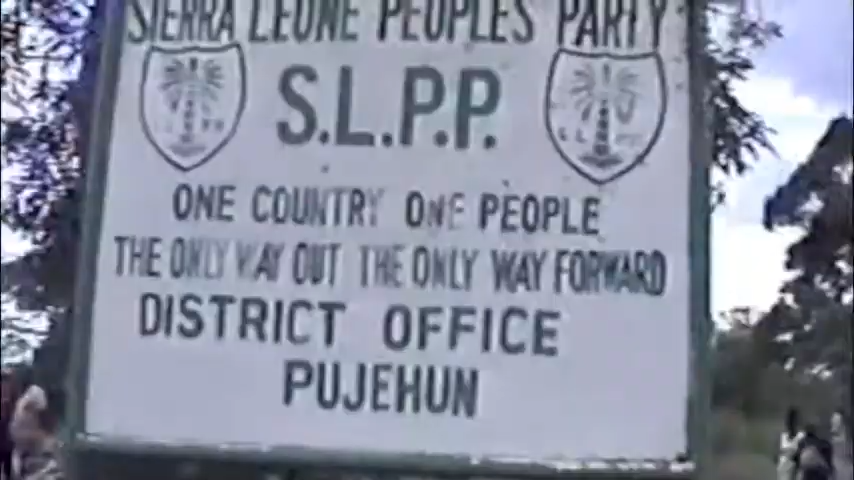 SIERRA LEONE PEOPLES PARTY
S.L.P.P.
ONE COUNTRY ONE PEOPLE
THE ONLY WAY OUT THE ONLY WAY FORWARD
DISTRICT OFFICE
PUJEHUN